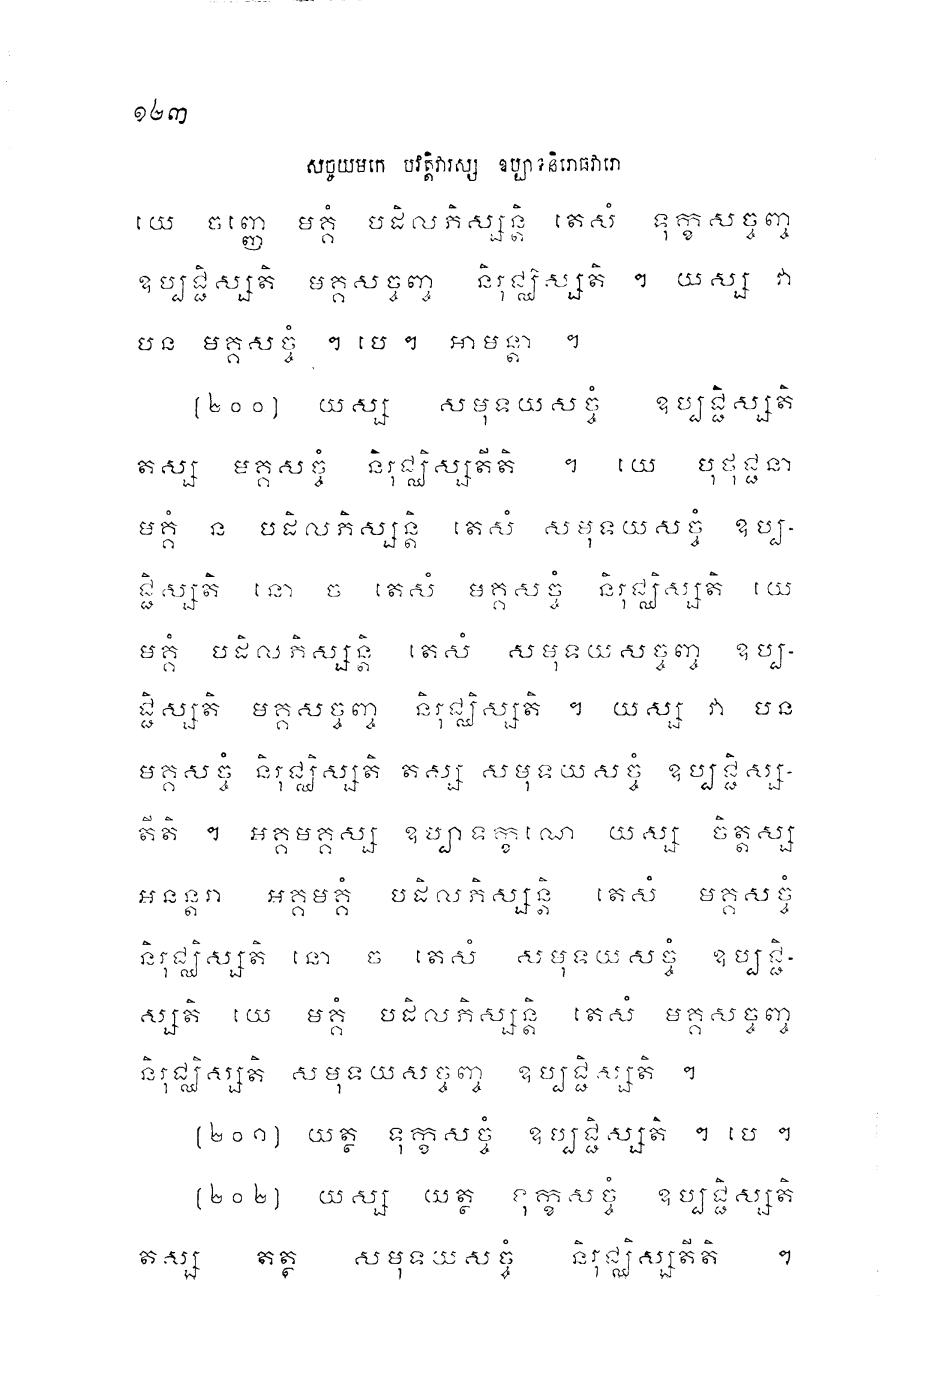 ១៤៣
សច្ចយមកេ បវត្តិវារស្ស ឧប្បាទនិរោធវារោ
យេ ចញ្ញេ មគ្គំ បដិលភិស្សន្តិ តេសំ ទុក្ខសច្ចញ្ច
ឧប្បជ្ជិស្សតិ មគ្គសច្ចញ្ច និរុជ្ឈិស្សតិ ។ យស្ស វា
បន មគ្គសច្ចំ ។ បេ ។ អាមន្តា ។
(២០០) យស្ស សមុទយសច្ចំ ឧប្បជ្ជិស្សតិ
តស្ស មគ្គសច្ចំ និរុជ្ឈិស្សតីតិ ។ យេ បុថុជ្ជនា
មគ្គំ ន បដិលភិស្សន្តិ តេសំ សមុទយសច្ចំ ឧប្ប-
ជ្ជិស្សតិ នោ ច តេសំ មគ្គសច្ចំ និរុជ្ឈិស្សតិ យេ
មគ្គំ បដិលភិស្សន្តិ តេសំ សមុទយសច្ចញ្ច ឧប្ប-
ជ្ជិស្សតិ មគ្គសច្ចញ្ច និរុជ្ឈិស្សតិ ។ យស្ស វា បន
មគ្គសច្ចំ និរុជ្ឈិស្សតិ តស្ស សមុទយសច្ចំ ឧប្បជ្ជិស្ស-
តីតិ ។ អគ្គមគ្គស្ស ឧប្បាទក្ខណេ យស្ស ចិត្តស្ស
អនន្តរា អគ្គមគ្គំ បដិលភិស្សន្តិ តេសំ មគ្គសច្ចំ
និរុជ្ឈិស្សតិ នោ ច តេសំ សមុទយសច្ចំ ឧប្បជ្ជិ-
ស្សតិ យេ មគ្គំ បដិលភិស្សន្តិ តេសំ មគ្គសច្ចញ្ច
និរុជ្ឈិស្សតិ សមុទយសច្ចញ្ច ឧប្បជ្ជិស្សតិ ។
(២០១) យត្ថ ទុក្ខសច្ចំ ឧប្បជ្ជិស្សតិ ។ បេ ។
(២០២) យស្ស យត្ថ ទុក្ខសច្ចំ ឧប្បជ្ជិស្សតិ
តស្ស តត្ថ សមុទយសច្ចំ និរុជ្ឈិស្សតីតិ ។